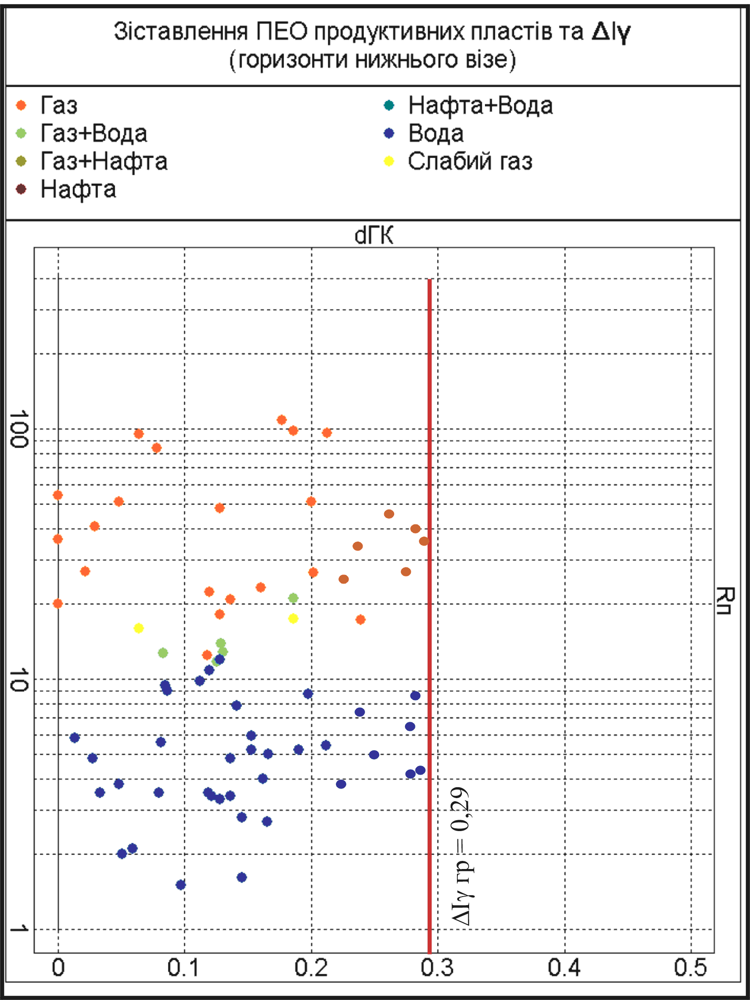 Зіставлення ПЕО продуктивних пластів та ΔIγ
(горизонти нижнього візе)
Газ
Газ+Вода
Газ+Нафта
Нафта
Нафта+Вода
Вода
Слабий газ
dГК
100
10
1
Rп
ΔIγ гр = 0,29
0 0.1 0.2 0.3 0.4 0.5